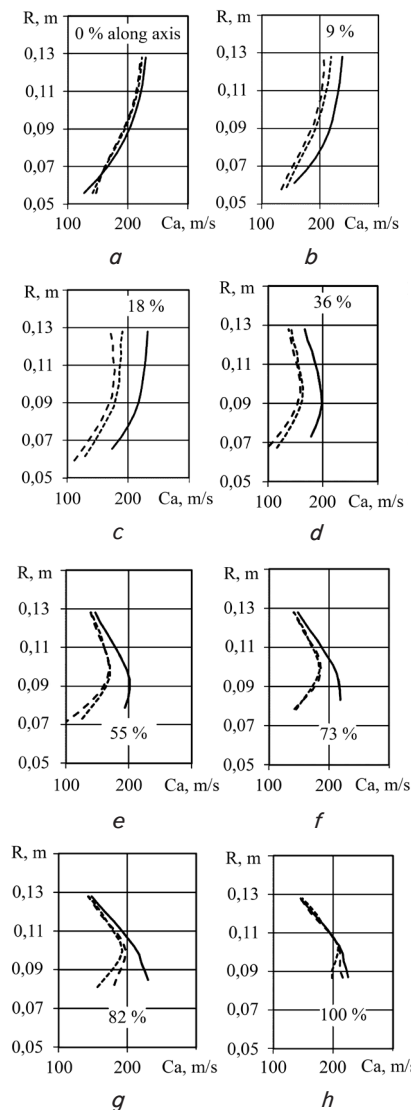 R, m
0 % along axis
0,13
0,11
0,09
0,07
0,05
100
200
Ca, m/s
a
R, m
9 %
0,13
0,11
0,09
0,07
0,05
100
200
Ca, m/s
b
R, m
18 %
0,13
0,11
0,09
0,07
0,05
100
200
Ca, m/s
c
R, m
36 %
0,13
0,11
0,09
0,07
0,05
100
200
Ca, m/s
d
R, m
0,13
0,11
0,09
0,07
0,05
55 %
100
200
Ca, m/s
e
R, m
0,13
0,11
0,09
0,07
0,05
73 %
100
200
Ca, m/s
f
R, m
0,13
0,11
0,09
0,07
0,05
82 %
100
200
Ca, m/s
g
R, m
0,13
0,11
0,09
0,07
0,05
100 %
100
200
Ca, m/s
h